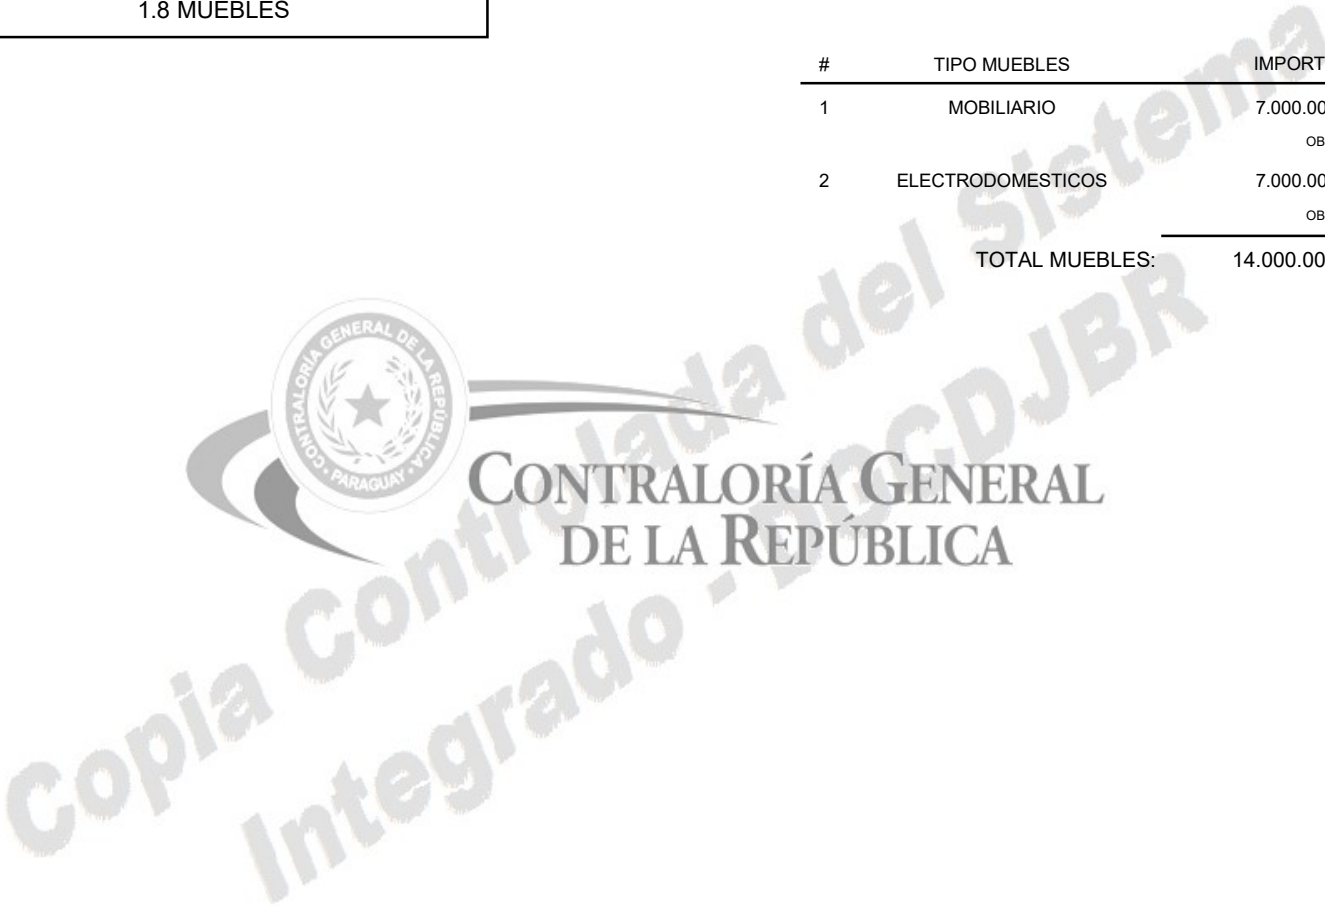 1.8 MUEBLES
# TIPO MUEBLES IMPORT
1 MOBILIARIO 7.000.00
OB
2 ELECTRODOMESTICOS 7.000.00
OB
TOTAL MUEBLES: 14.000.00
CONTRALORÍA GENERAL DE LA REPÚBLICA
PARAGUAY
CONTRALORÍA GENERAL
DE LA REPÚBLICA
Copia Controlada del Sistema
Integrado - DGCDJBR